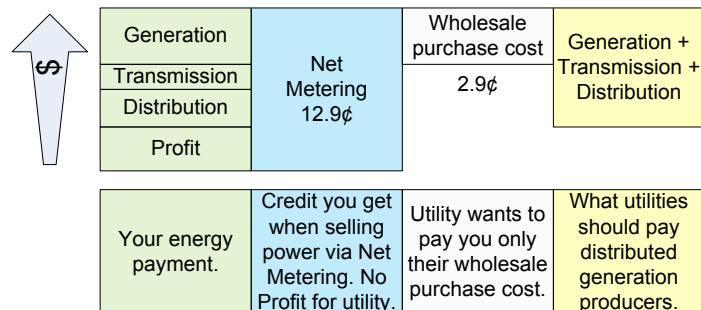 $
Generation
Transmission
Distribution
Profit
Net
Metering
12.9¢
Wholesale
purchase cost
2.9¢
Generation +
Transmission +
Distribution
Your energy
payment.
Credit you get
when selling
power via Net
Metering. No
Profit for utility.
Utility wants to
pay you only
their wholesale
purchase cost.
What utilities
should pay
distributed
generation
producers.